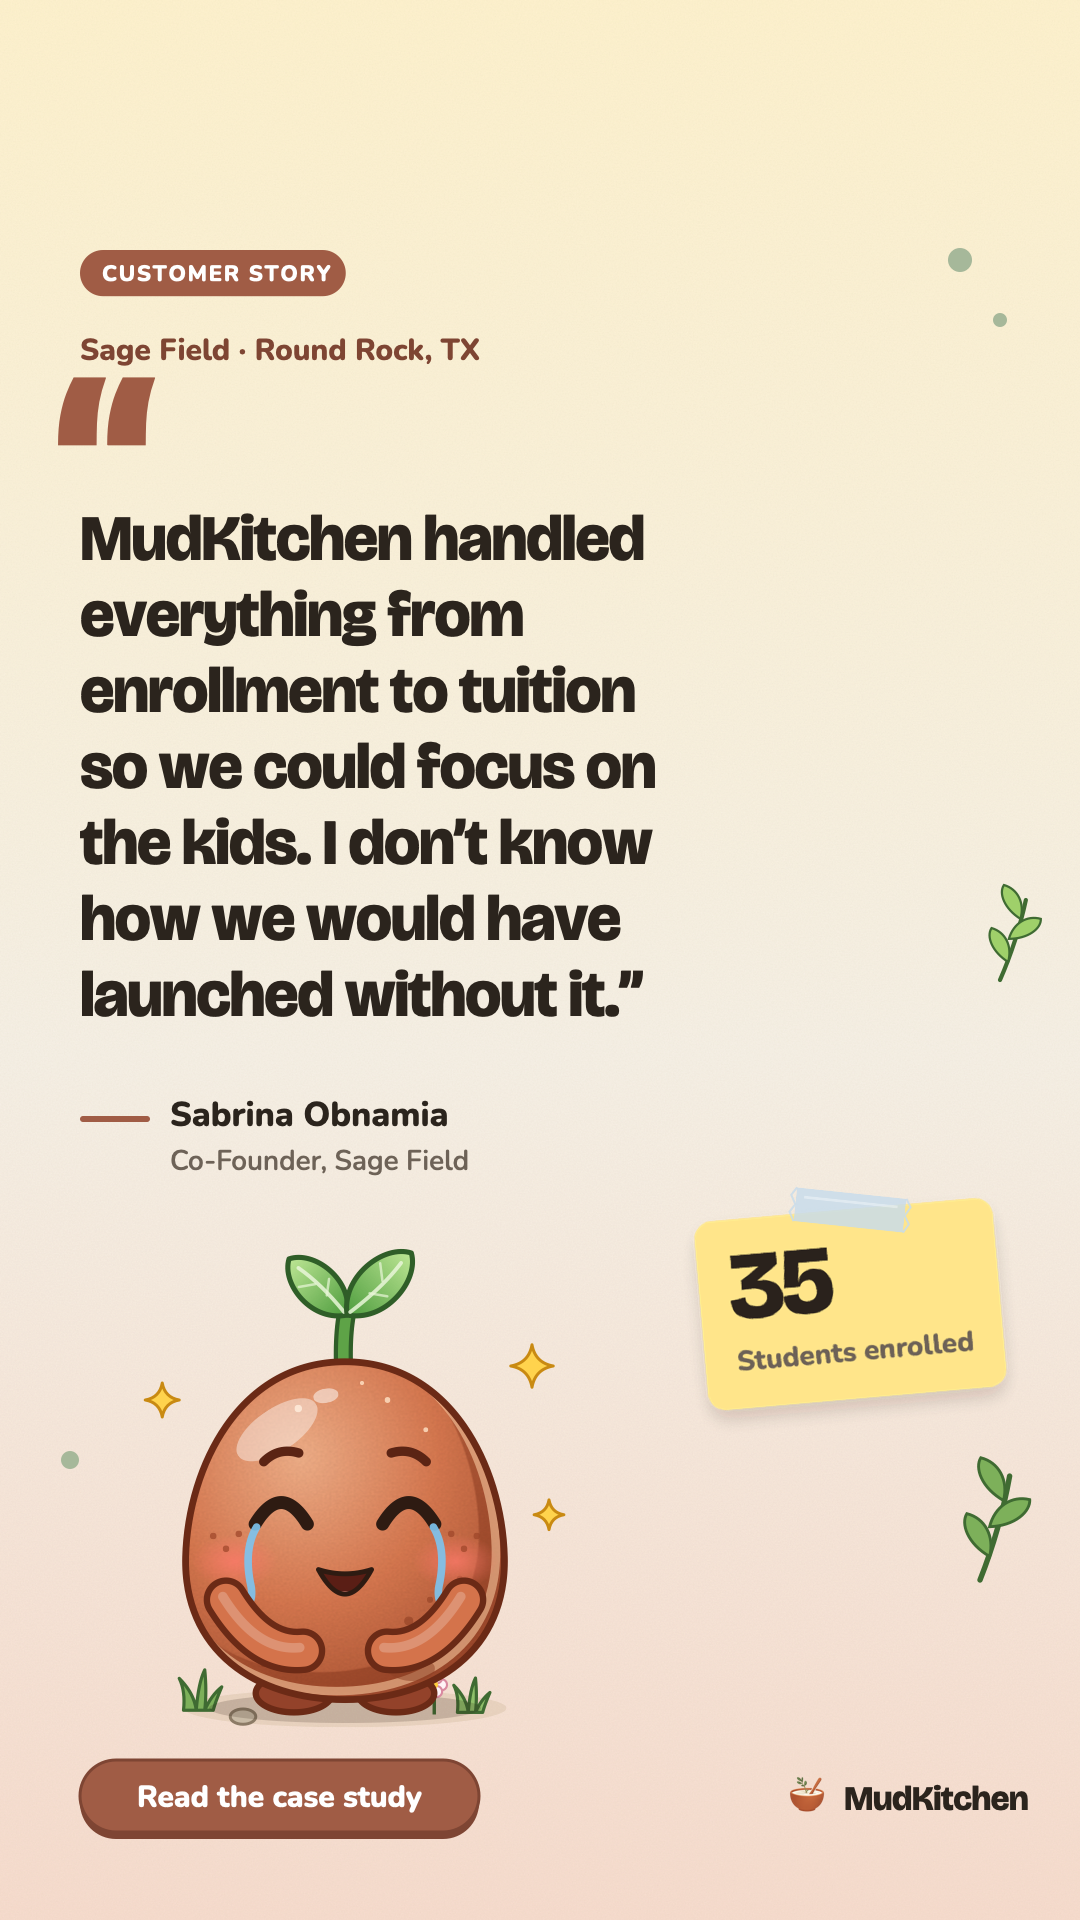 CUSTOMER STORY
Sage Field · Round Rock, TX
“
MudKitchen handled
everything from
enrollment to tuition
so we could focus on
the kids. I don’t know
how we would have
launched without it.”
Sabrina Obnamia
Co-Founder, Sage Field
35
Students enrolled
Read the case study
MudKitchen